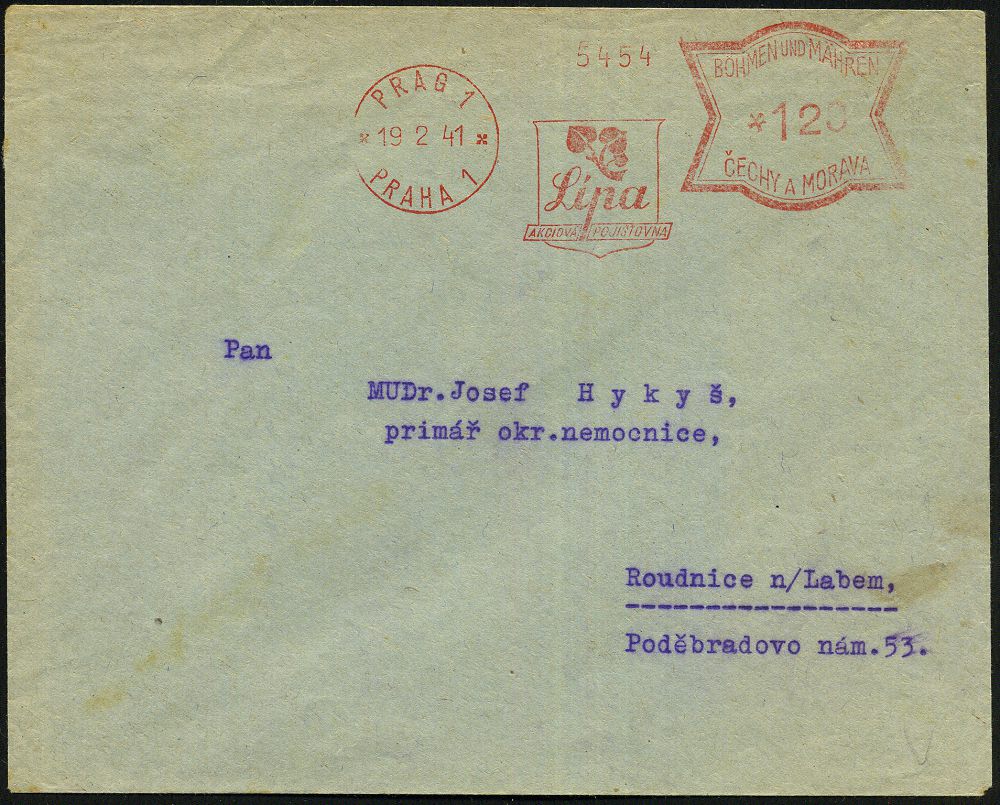 5454
BÖHMEN UND MÄHREN
*120
ČECHY A MORAVA
PRAG 1
* 19 2 41 *
PRAHA 1
Lípa
AKCIOVÁ POJIŠŤOVNA
Pan
MUDr.Josef H y k y š,
primář okr.nemocnice,
Roudnice n/Labem,
-----------------
Poděbradovo nám.53.